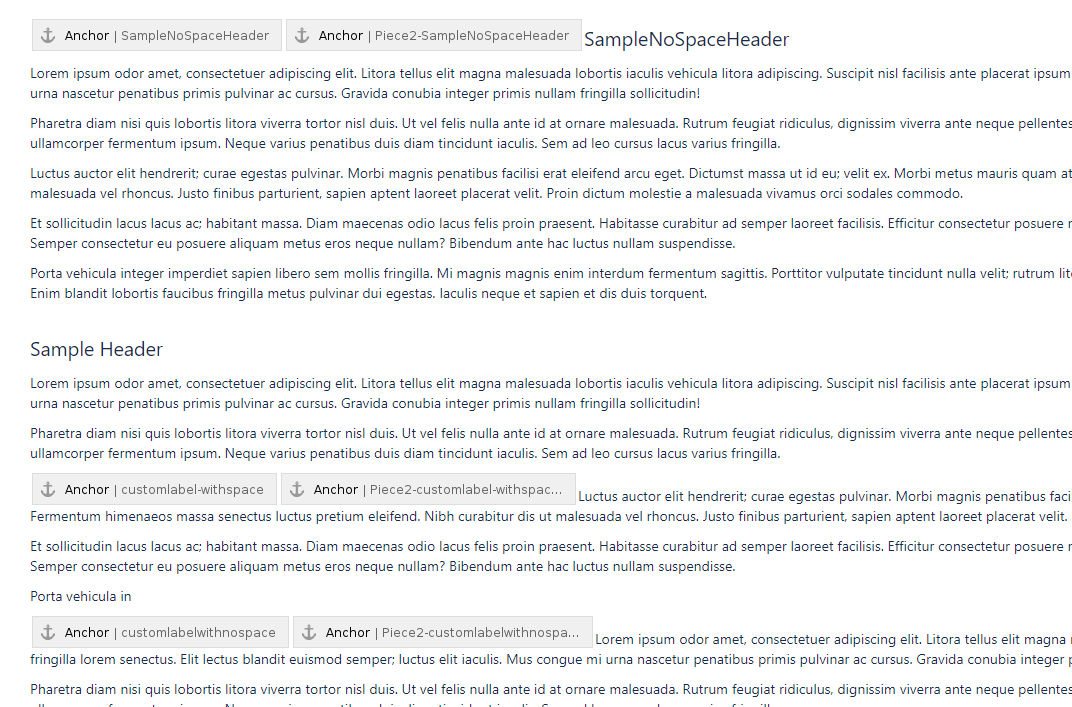 Anchor | SampleNoSpaceHeader Anchor | Piece2-SampleNoSpaceHeader SampleNoSpaceHeader
Lorem ipsum odor amet, consectetuer adipiscing elit. Litora tellus elit magna malesuada lobortis iaculis vehicula litora adipiscing. Suscipit nisl facilisis ante placerat ipsum
urna nascetur penatibus primis pulvinar ac cursus. Gravida conubia integer primis nullam fringilla sollicitudin!
Pharetra diam nisi quis lobortis litora viverra tortor nisl duis. Ut vel felis nulla ante id at ornare malesuada. Rutrum feugiat ridiculus, dignissim viverra ante neque pellentes
ullamcorper fermentum ipsum. Neque varius penatibus duis diam tincidunt iaculis. Sem ad leo cursus lacus varius fringilla.
Luctus auctor elit hendrerit; curae egestas pulvinar. Morbi magnis penatibus facilisi erat eleifend arcu eget. Dictumst massa ut id eu; velit ex. Morbi metus mauris quam at
malesuada vel rhoncus. Justo finibus parturient, sapien aptent laoreet placerat velit. Proin dictum molestie a malesuada vivamus orci sodales commodo.
Et sollicitudin lacus lacus ac; habitant massa. Diam maecenas odio lacus felis proin praesent. Habitasse curabitur ad semper laoreet facilisis. Efficitur consectetur posuere
Semper consectetur eu posuere aliquam metus eros neque nullam? Bibendum ante hac luctus nullam suspendisse.
Porta vehicula integer imperdiet sapien libero sem mollis fringilla. Mi magnis magnis enim interdum fermentum sagittis. Porttitor vulputate tincidunt nulla velit; rutrum lit
Enim blandit lobortis faucibus fringilla metus pulvinar dui egestas. Iaculis neque et sapien et dis duis torquent.
Sample Header
Lorem ipsum odor amet, consectetuer adipiscing elit. Litora tellus elit magna malesuada lobortis iaculis vehicula litora adipiscing. Suscipit nisl facilisis ante placerat ipsum
urna nascetur penatibus primis pulvinar ac cursus. Gravida conubia integer primis nullam fringilla sollicitudin!
Pharetra diam nisi quis lobortis litora viverra tortor nisl duis. Ut vel felis nulla ante id at ornare malesuada. Rutrum feugiat ridiculus, dignissim viverra ante neque pellentes
ullamcorper fermentum ipsum. Neque varius penatibus duis diam tincidunt iaculis. Sem ad leo cursus lacus varius fringilla.
Anchor | customlabel-withspace Anchor | Piece2-customlabel-withspac... Luctus auctor elit hendrerit; curae egestas pulvinar. Morbi magnis penatibus faci
Fermentum himenaeos massa senectus luctus pretium eleifend. Nibh curabitur dis ut malesuada vel rhoncus. Justo finibus parturient, sapien aptent laoreet placerat velit.
Et sollicitudin lacus lacus ac; habitant massa. Diam maecenas odio lacus felis proin praesent. Habitasse curabitur ad semper laoreet facilisis. Efficitur consectetur posuere
Semper consectetur eu posuere aliquam metus eros neque nullam? Bibendum ante hac luctus nullam suspendisse.
Porta vehicula in
Anchor | customlabelwithnospace Anchor | Piece2-customlabelwithnospa... Lorem ipsum odor amet, consectetuer adipiscing elit. Litora tellus elit magna
fringilla lorem senectus. Elit lectus blandit euismod semper; luctus elit iaculis. Mus congue mi urna nascetur penatibus primis pulvinar ac cursus. Gravida conubia integer
Pharetra diam nisi quis lobortis litora viverra tortor nisl duis. Ut vel felis nulla ante id at ornare malesuada. Rutrum feugiat ridiculus, dignissim viverra ante neque pellentes